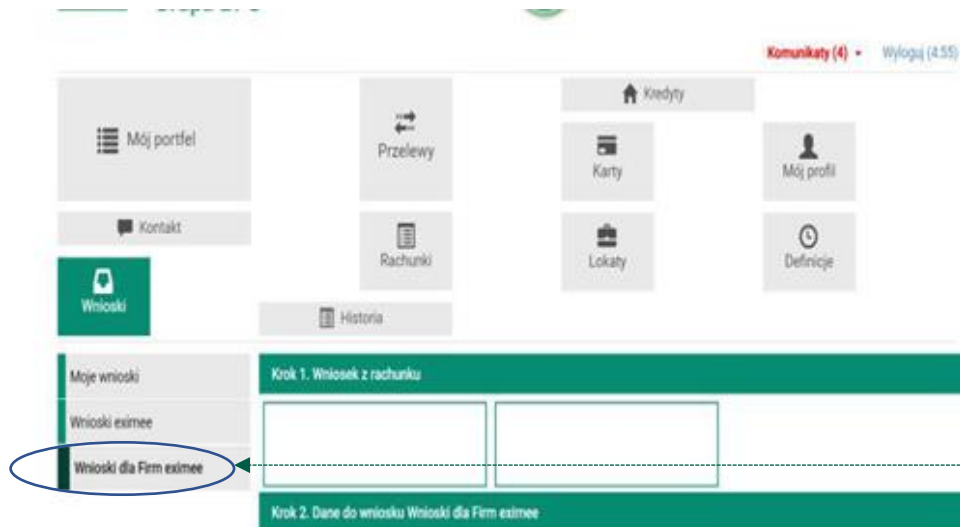 Komunikaty (4)
Wyloguj (4:55)
Mój portfel
Przelewy
Kredyty
Karty
Mój profil
Kontakt
Rachunki
Lokaty
Definicje
Wnioski
Historia
Moje wnioski
Wnioski eximee
Wnioski dla Firm eximee
Krok 1. Wniosek z rachunku
Krok 2. Dane do wniosku Wnioski dla Firm eximee